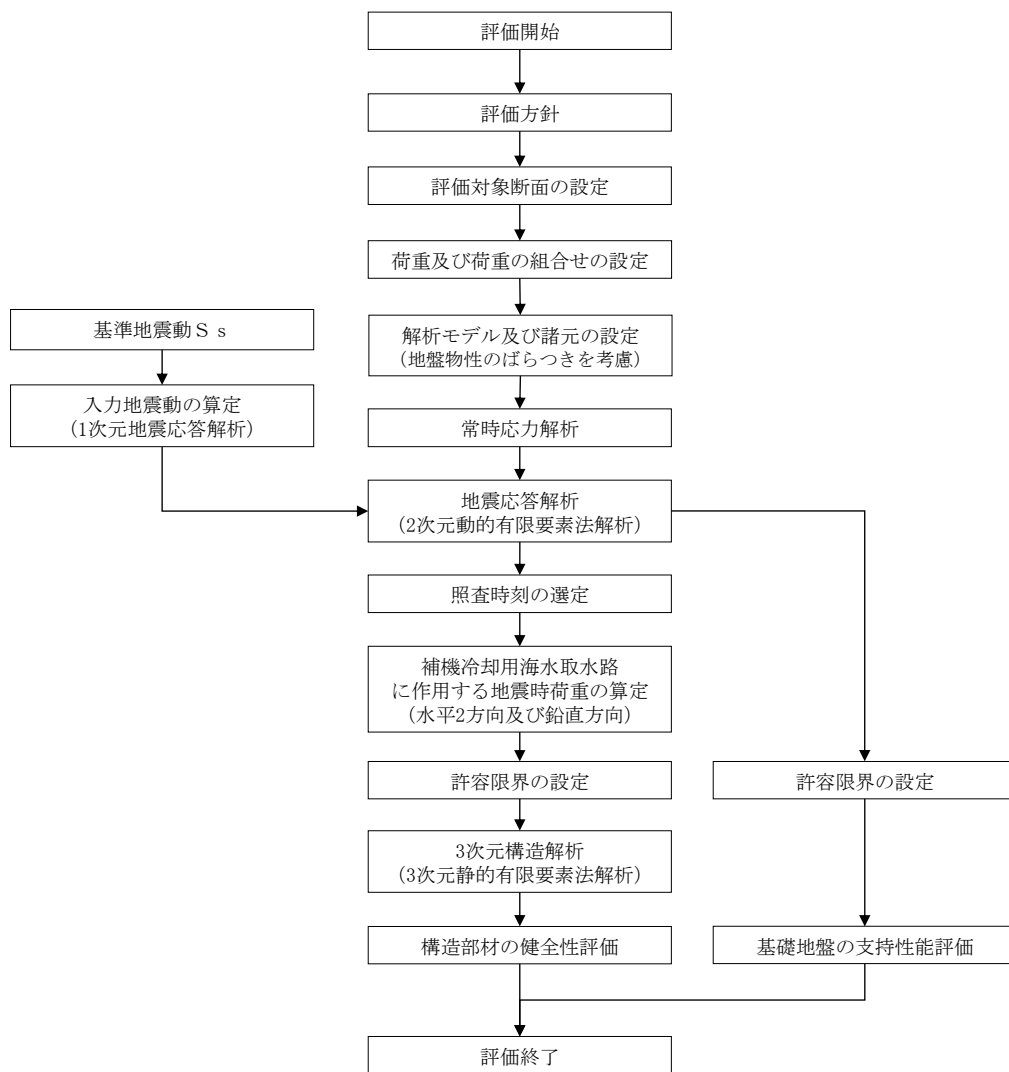 評価開始
評価方針
評価対象断面の設定
荷重及び荷重の組合せの設定
基準地震動Ｓｓ
解析モデル及び諸元の設定
(地盤物性のばらつきを考慮)
入力地震動の算定
(1次元地震応答解析)
常時応力解析
地震応答解析
(2次元動的有限要素法解析)
照査時刻の選定
補機冷却用海水取水路
に作用する地震時荷重の算定
(水平2方向及び鉛直方向)
許容限界の設定
許容限界の設定
3次元構造解析
(3次元静的有限要素法解析)
構造部材の健全性評価
基礎地盤の支持性能評価
評価終了